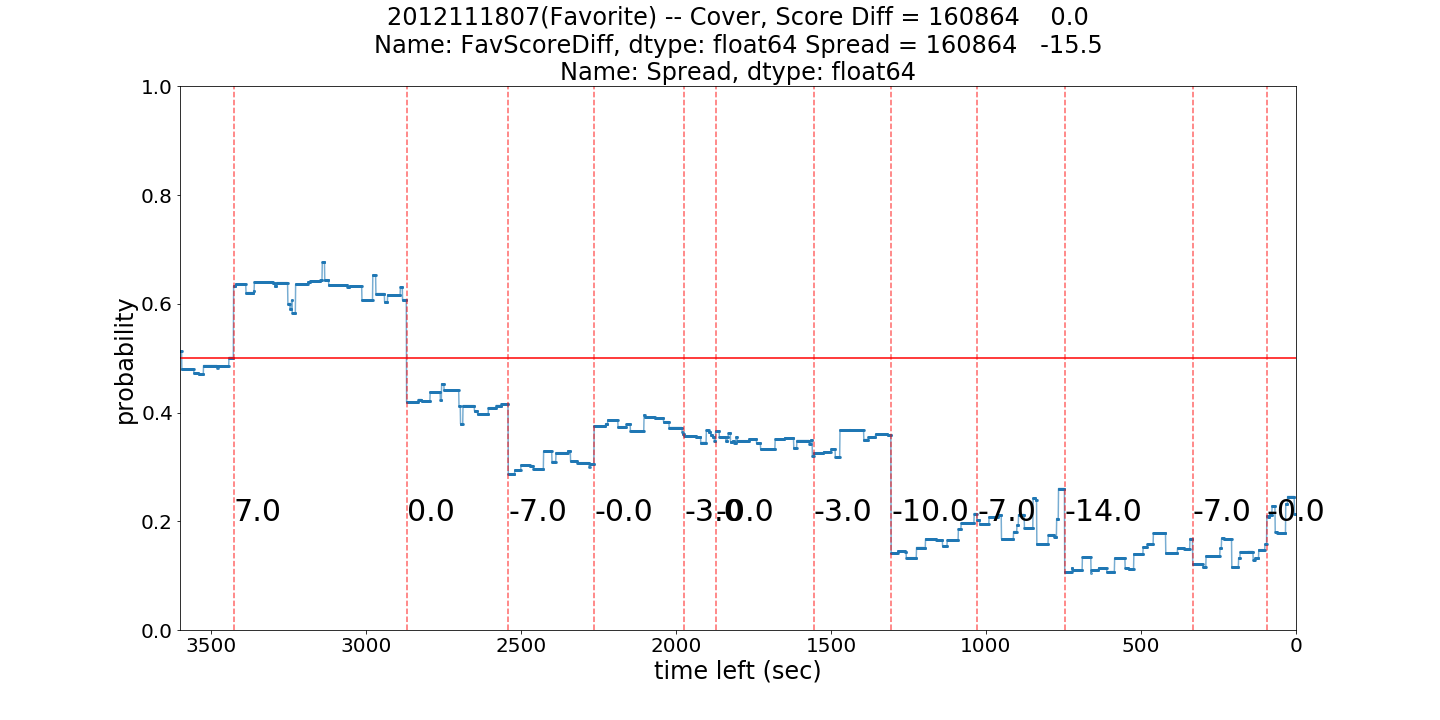 2012111807(Favorite) -- Cover, Score Diff = 160864    0.0
Name: FavScoreDiff, dtype: float64 Spread = 160864   -15.5
Name: Spread, dtype: float64
1.0
0.8
0.6
0.4
0.2
0.0
probability
7.0 0.0 -7.0 -0.0 -3.0 -0.0 -3.0 -10.0 -7.0 -14.0 -7.0 -0.0
3500 3000 2500 2000 1500 1000 500 0
time left (sec)